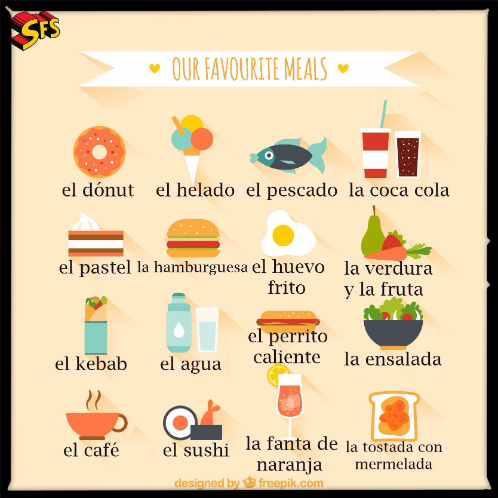 SFS
OUR FAVOURITE MEALS
el dónut
el helado
el pescado
la coca cola
el pastel
la hamburguesa
el huevo
frito
la verdura
y la fruta
el kebab
el agua
el perrito
caliente
la ensalada
el café
el sushi
la fanta de
naranja
la tostada con
mermelada
designed by freepik.com